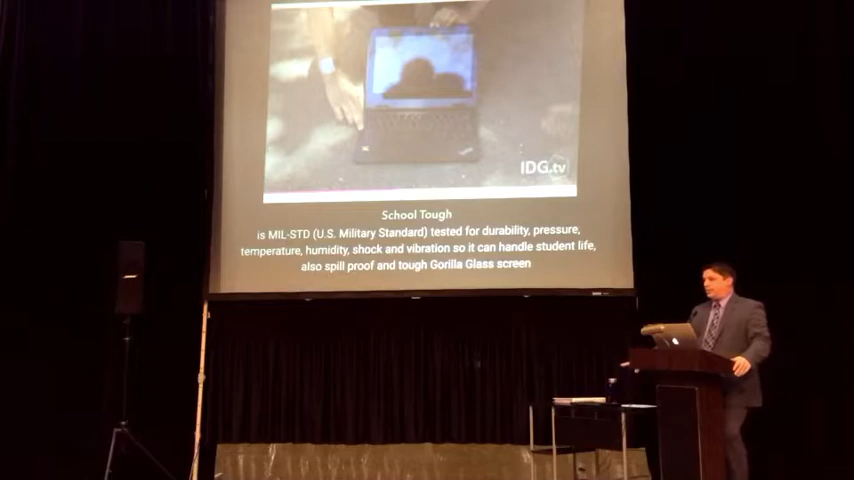 IDG.tv
School Tough
is MIL-STD (U.S. Military Standard) tested for durability, pressure,
temperature, humidity, shock and vibration so it can handle student life,
also spill proof and tough Gorilla Glass screen